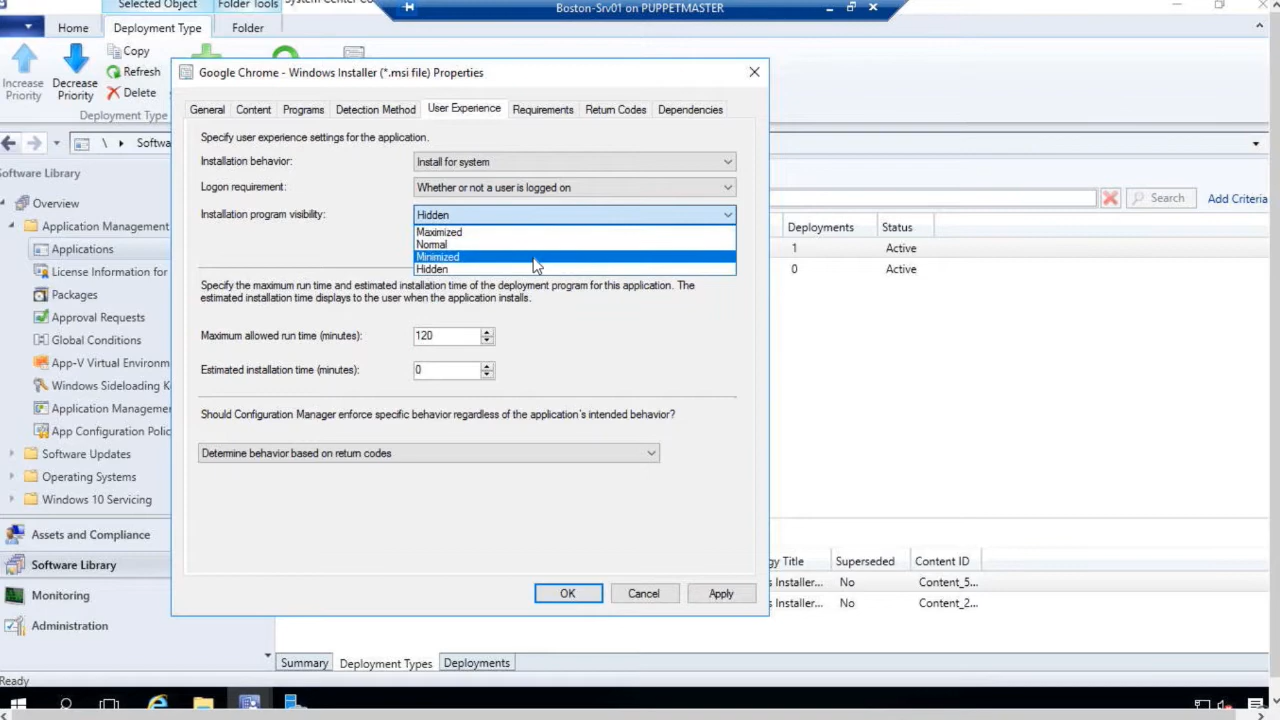 Selected Object
Folder Tools
Boston-Srv01 on PUPPETMASTER
Home
Deployment Type
Folder
Increase Priority
Decrease Priority
Copy
Refresh
Delete
Deployment Type
Google Chrome - Windows Installer (*.msi file) Properties
General
Content
Programs
Detection Method
User Experience
Requirements
Return Codes
Dependencies
Specify user experience settings for the application.
Installation behavior:
Install for system
Logon requirement:
Whether or not a user is logged on
Installation program visibility:
Hidden
Maximized
Normal
Minimized
Hidden
Specify the maximum run time and estimated installation time of the deployment program for this application. The
estimated installation time displays to the user when the application installs.
Maximum allowed run time (minutes):
120
Estimated installation time (minutes):
0
Should Configuration Manager enforce specific behavior regardless of the application's intended behavior?
Determine behavior based on return codes
OK
Cancel
Apply
\
Softwa
Software Library
Overview
Application Management
Applications
License Information for
Packages
Approval Requests
Global Conditions
App-V Virtual Environm
Windows Sideloading K
Application Manageme
App Configuration Polic
Software Updates
Operating Systems
Windows 10 Servicing
Assets and Compliance
Software Library
Monitoring
Administration
Ready
Search
Add Criteria
Deployments
Status
1
Active
0
Active
gy Title
Superseded
Content ID
s Installer...
No
Content_5...
s Installer...
No
Content_2...
Summary
Deployment Types
Deployments